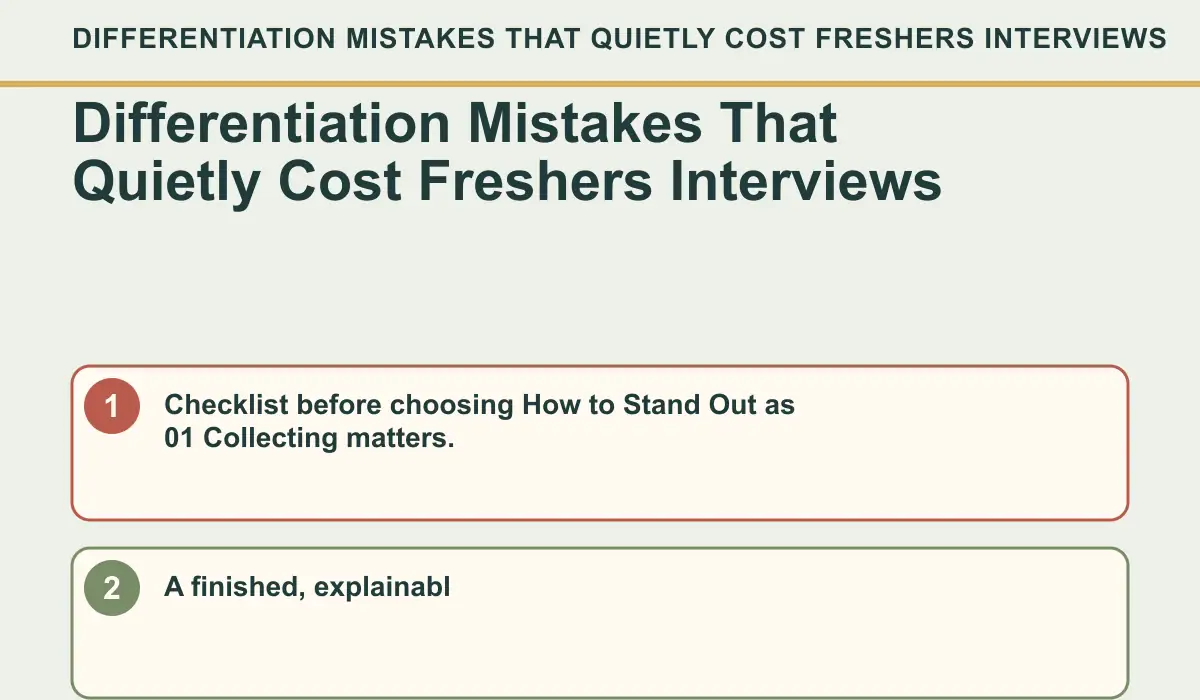 DIFFERENTIATION MISTAKES THAT QUIETLY COST FRESHERS INTERVIEWS
Differentiation Mistakes That
Quietly Cost Freshers Interviews
1
Checklist before choosing How to Stand Out as
01 Collecting matters.
2
A finished, explainabl